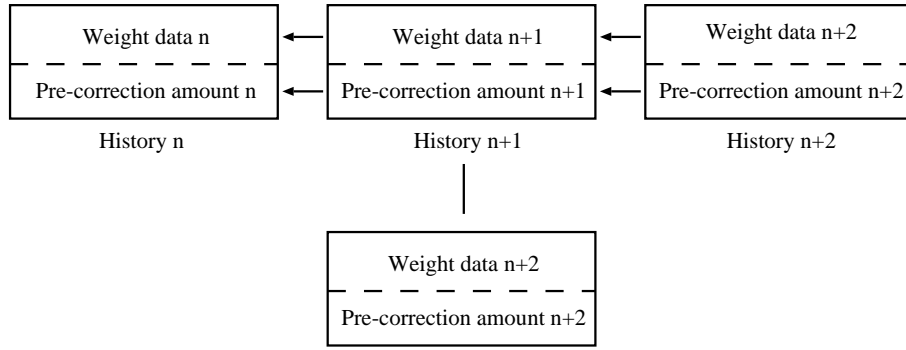 Weight data n
Pre-correction amount n
History n
Weight data n+1
Pre-correction amount n+1
History n+1
Weight data n+2
Pre-correction amount n+2
History n+2
Weight data n+2
Pre-correction amount n+2